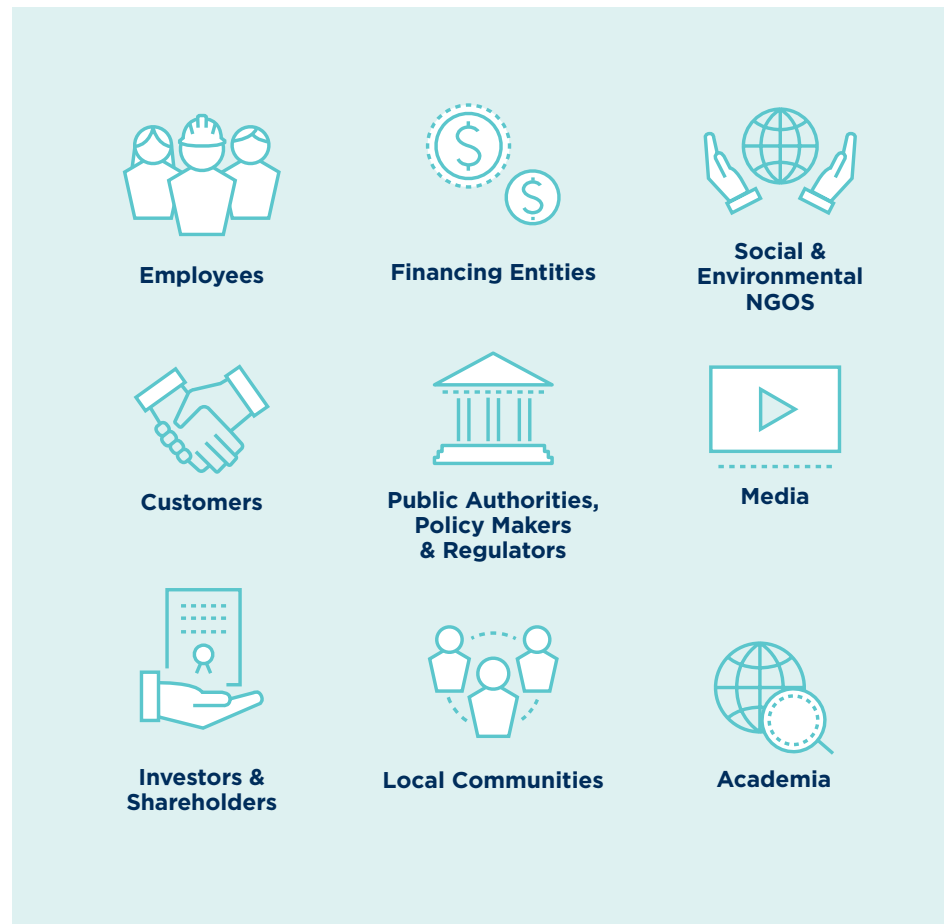 Employees
Financing Entities
Social &
Environmental
NGOS
Customers
Public Authorities,
Policy Makers
& Regulators
Media
Investors &
Shareholders
Local Communities
Academia